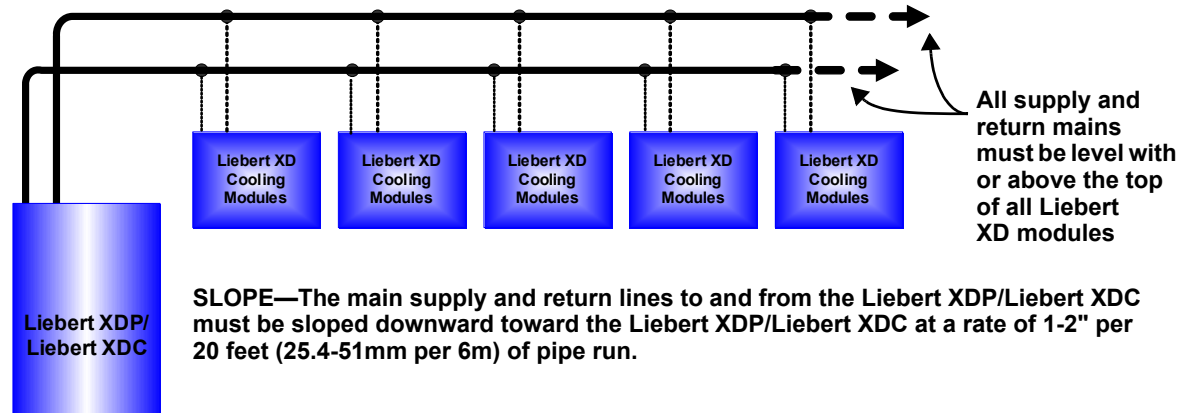 All supply and
return mains
must be level with
or above the top
of all Liebert
XD modules
Liebert XD
Cooling
Modules
Liebert XD
Cooling
Modules
Liebert XD
Cooling
Modules
Liebert XD
Cooling
Modules
Liebert XD
Cooling
Modules
Liebert XDP/
Liebert XDC
SLOPE—The main supply and return lines to and from the Liebert XDP/Liebert XDC
must be sloped downward toward the Liebert XDP/Liebert XDC at a rate of 1-2" per
20 feet (25.4-51mm per 6m) of pipe run.